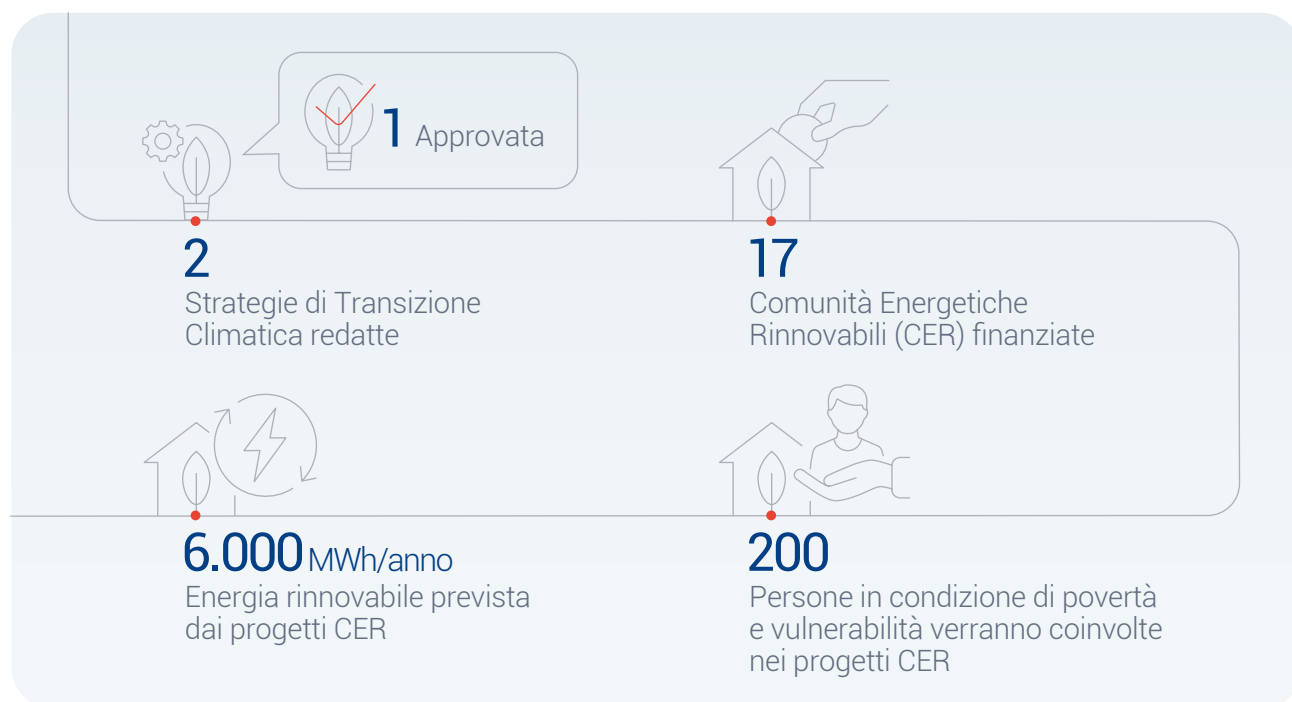 1 Approvata
2
Strategie di Transizione
Climatica redatte
17
Comunità Energetiche
Rinnovabili (CER) finanziate
6.000 MWh/anno
Energia rinnovabile prevista
dai progetti CER
200
Persone in condizione di povertà
e vulnerabilità verranno coinvolte
nei progetti CER